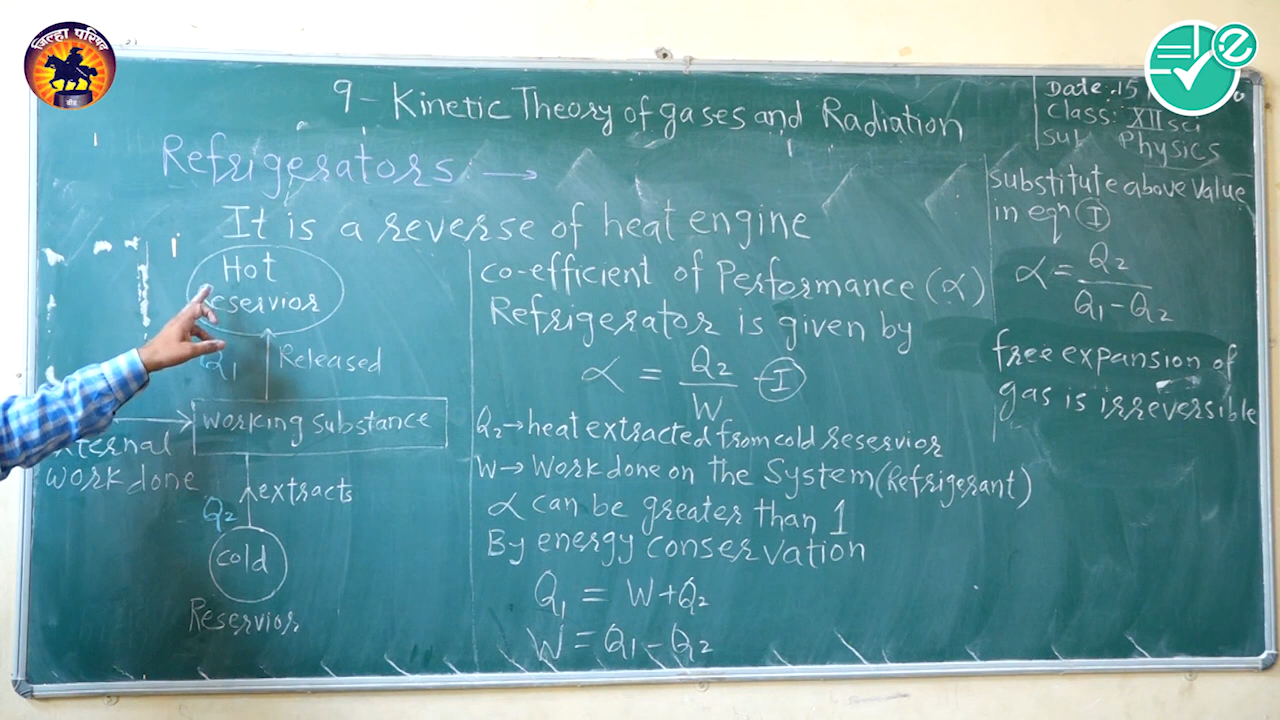 जिल्हा परिषद
बीड
9 - Kinetic Theory of gases and Radiation
Date: 15
Class: XII sci
Sub: Physics
Refrigerators →
It is a reverse of heat engine
Hot
Reservior
Q1 Released
working substance
External
work done
Q2 extracts
cold
Reservior
co-efficient of Performance (α)
Refrigerator is given by
α = Q2/W - I
Q2 → heat extracted from cold reservior
W → Work done on the System (Refrigerant)
α can be greater than 1
By energy conservation
Q1 = W + Q2
W = Q1 - Q2
substitute above value
in eqn I
α = Q2/Q1 - Q2
free expansion of
gas is irreversible